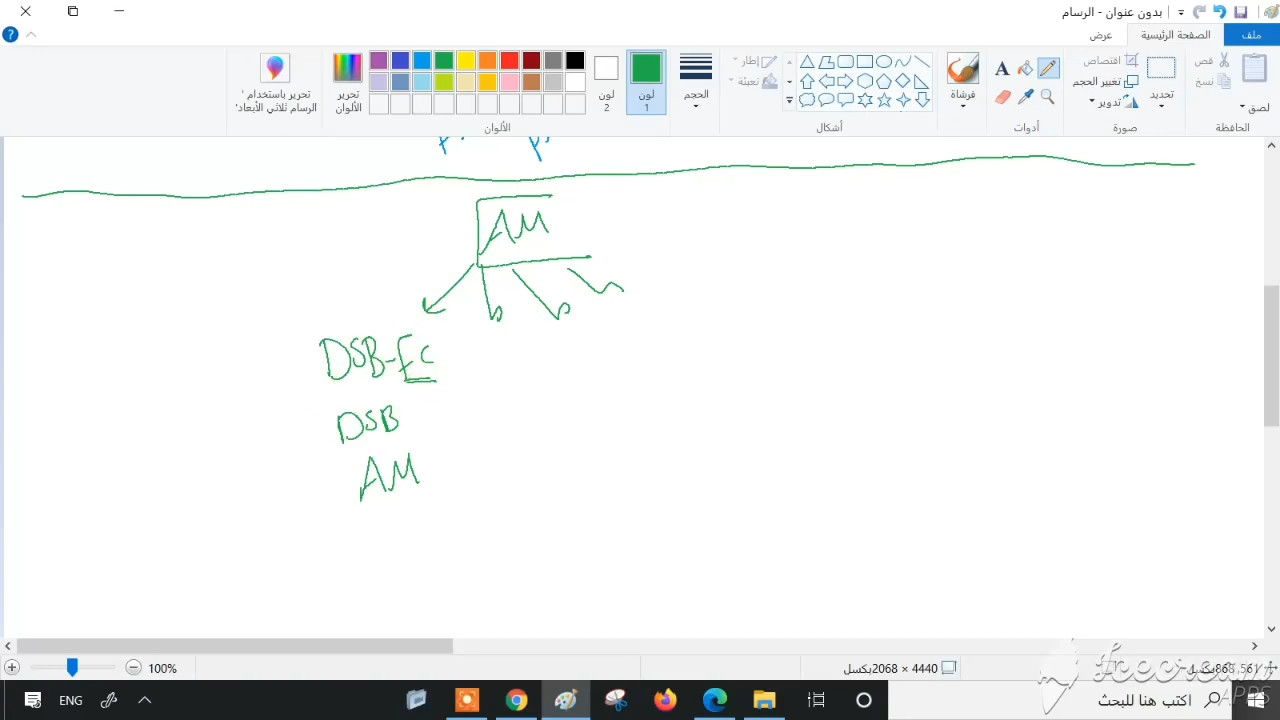 بدون عنوان - الرسام
ملف
الصفحة الرئيسية
عرض
لصق
قص
نسخ
الحافظة
تحديد
اقتصاص
تغيير الحجم
تدوير
صورة
A
أدوات
فرشاة
إطار
تعبئة
أشكال
الحجم
لون 1
لون 2
تحرير الألوان
الألوان
تحرير باستخدام '
الرسام ثلاثي الأبعاد'
AM
DSB-Fc
DSB
AM
100%
4440 × 2068بكسل
ENG
اكتب هنا للبحث
APPS